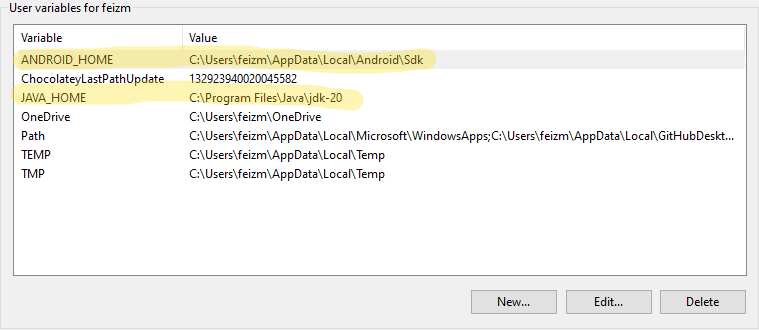 User variables for feizm
Variable Value
ANDROID_HOME C:\Users\feizm\AppData\Local\Android\Sdk
ChocolateyLastPathUpdate 132923940020045582
JAVA_HOME C:\Program Files\Java\jdk-20
OneDrive C:\Users\feizm\OneDrive
Path C:\Users\feizm\AppData\Local\Microsoft\WindowsApps;C:\Users\feizm\AppData\Local\GitHubDeskt...
TEMP C:\Users\feizm\AppData\Local\Temp
TMP C:\Users\feizm\AppData\Local\Temp
New... Edit... Delete